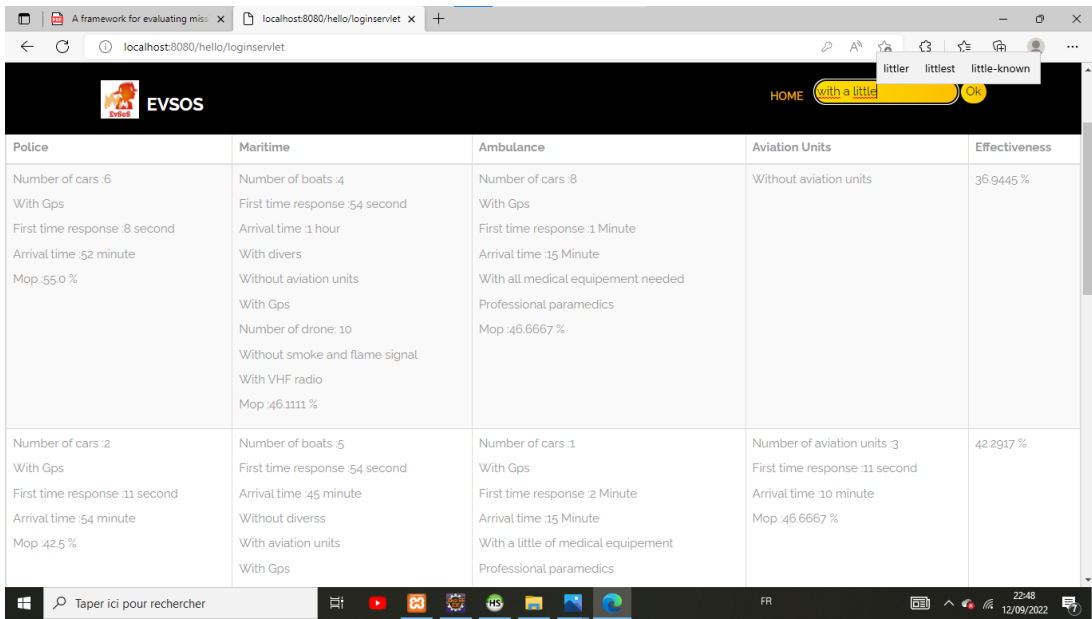 A framework for evaluating miss
localhost:8080/hello/loginservlet
localhost:8080/hello/loginservlet
littler littlest little-known
EvSoS
EVSOS
HOME
with a little
Ok
Police Maritime Ambulance Aviation Units Effectiveness
Number of cars :6
With Gps
First time response :8 second
Arrival time :52 minute
Mop :55.0 %
Number of boats :4
First time response :54 second
Arrival time :1 hour
With divers
Without aviation units
With Gps
Number of drone: 10
Without smoke and flame signal
With VHF radio
Mop :46.1111 %
Number of cars :8
With Gps
First time response :1 Minute
Arrival time :15 Minute
With all medical equipement needed
Professional paramedics
Mop :46.6667 %
Without aviation units
36.9445 %
Number of cars :2
With Gps
First time response :11 second
Arrival time :54 minute
Mop :42.5 %
Number of boats :5
First time response :54 second
Arrival time :45 minute
Without diverss
With aviation units
With Gps
Number of cars :1
With Gps
First time response :2 Minute
Arrival time :15 Minute
With a little of medical equipement
Professional paramedics
Number of aviation units :3
First time response :11 second
Arrival time :10 minute
Mop :46.6667 %
42.2917 %
Taper ici pour rechercher
HS
FR
22:48
12/09/2022
7